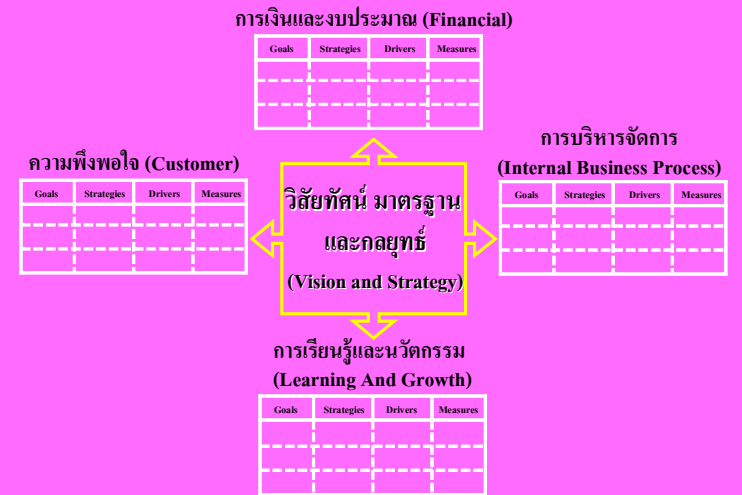 การเงินและงบประมาณ (Financial)
Goals Strategies Drivers Measures
ความพึงพอใจ (Customer)
Goals Strategies Drivers Measures
วิสัยทัศน์ มาตรฐาน
และกลยุทธ์
(Vision and Strategy)
การบริหารจัดการ
(Internal Business Process)
Goals Strategies Drivers Measures
การเรียนรู้และนวัตกรรม
(Learning And Growth)
Goals Strategies Drivers Measures